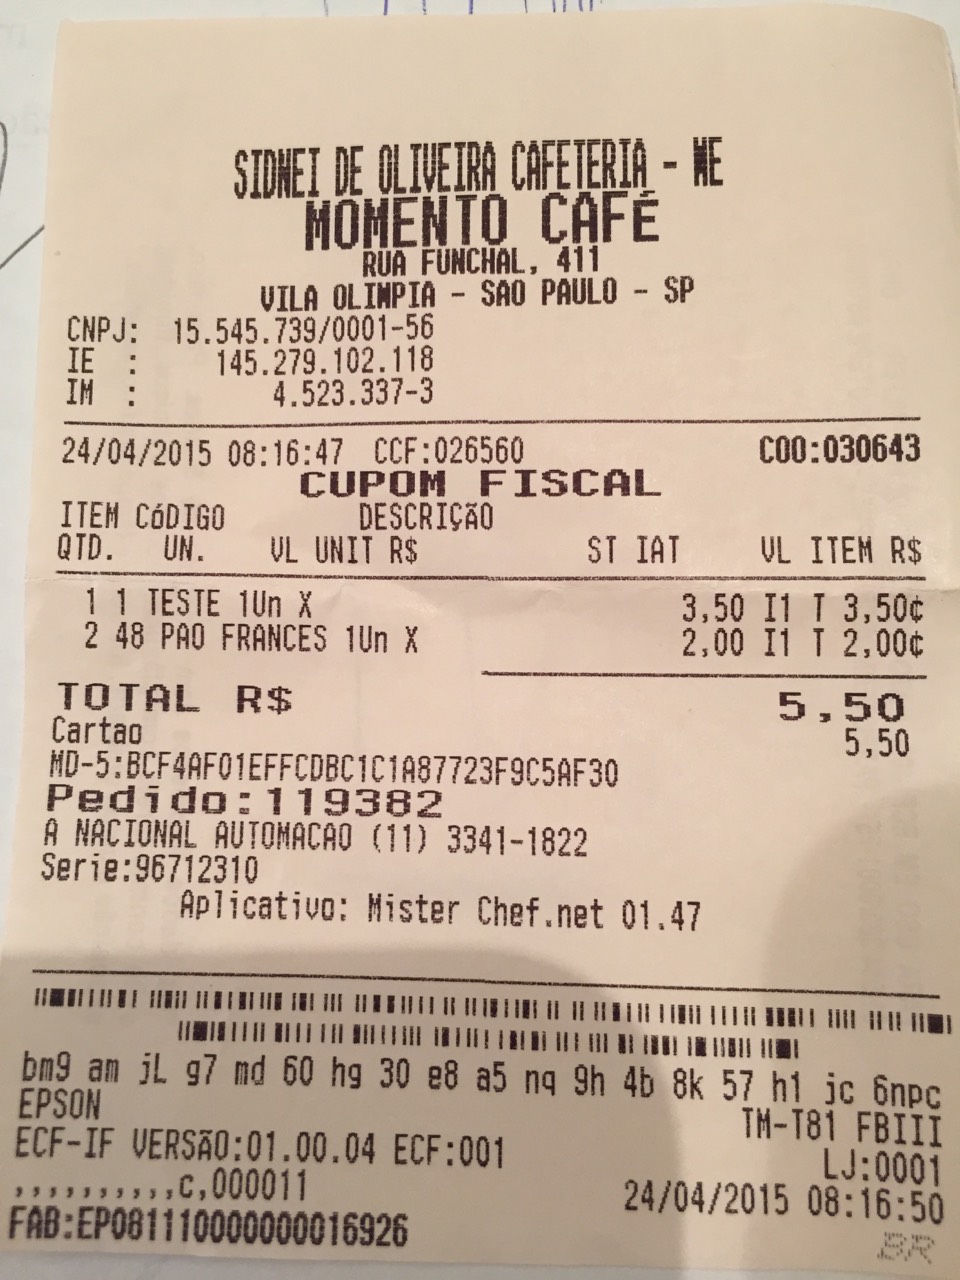 SIDNEI DE OLIVEIRA CAFETERIA - ME
MOMENTO CAFÉ
RUA FUNCHAL, 411
VILA OLIMPIA - SAO PAULO - SP
CNPJ: 15.545.739/0001-56
IE : 145.279.102.118
IM : 4.523.337-3
24/04/2015 08:16:47 CCF:026560 COO:030643
CUPOM FISCAL
ITEM CóDIGO DESCRIÇÃO
QTD. UN. VL UNIT R$ ST IAT VL ITEM R$
1 1 TESTE 1Un X 3,50 I1 T 3,50¢
2 48 PAO FRANCES 1Un X 2,00 I1 T 2,00¢
TOTAL R$ 5,50
Cartao 5,50
MD-5:BCF4AF01EFFCDBC1C1A87723F9C5AF30
Pedido:119382
A NACIONAL AUTOMACAO (11) 3341-1822
Serie:96712310
Aplicativo: Mister Chef.net 01.47
bm9 am jL g7 md 60 hg 30 e8 a5 nq 9h 4b 8k 57 h1 jc 6npc
EPSON TM-T81 FBIII
ECF-IF VERSãO:01.00.04 ECF:001 LJ:0001
,,,,,,,,,,c,000011 24/04/2015 08:16:50
FAB:EP081110000000016926 BR